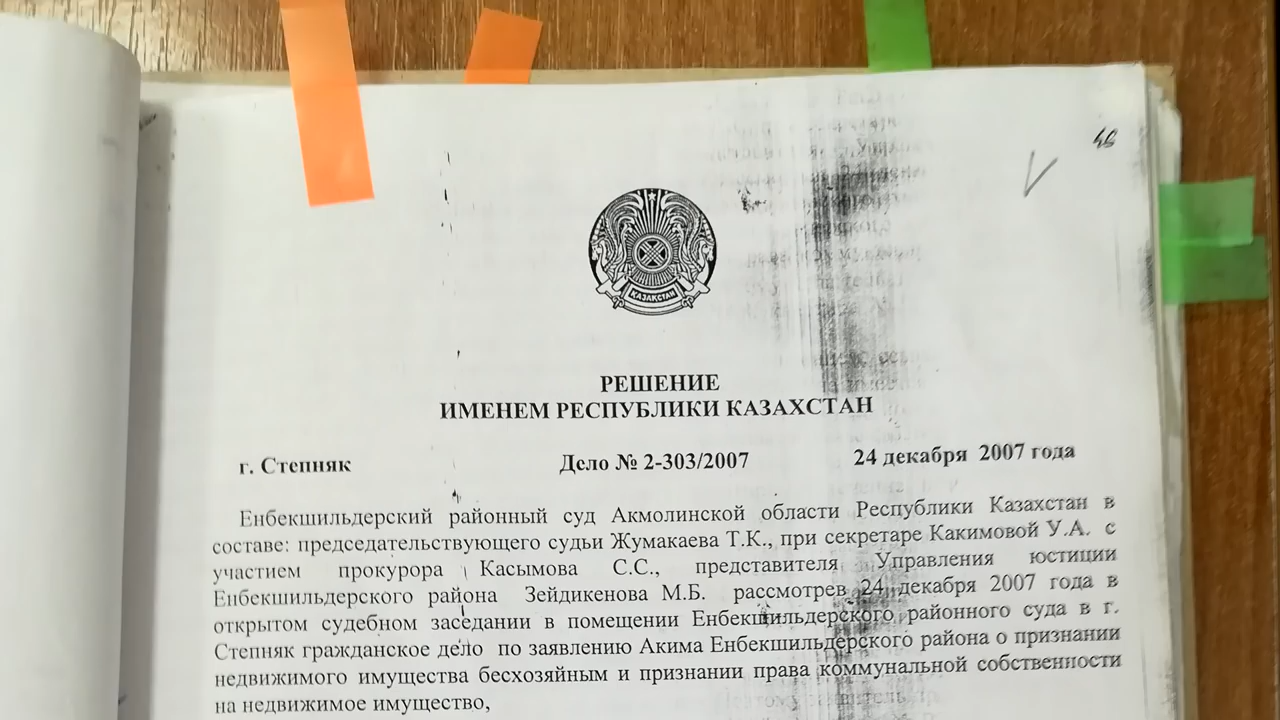 46
КАЗАКСТАН
РЕШЕНИЕ
ИМЕНЕМ РЕСПУБЛИКИ КАЗАХСТАН
г. Степняк Дело № 2-303/2007 24 декабря 2007 года
Енбекшильдерский районный суд Акмолинской области Республики Казахстан в
составе: председательствующего судьи Жумакаева Т.К., при секретаре Какимовой У.А. с
участием прокурора Касымова С.С., представителя Управления юстиции
Енбекшильдерского района Зейдикенова М.Б. рассмотрев 24 декабря 2007 года в
открытом судебном заседании в помещении Енбекшильдерского районного суда в г.
Степняк гражданское дело по заявлению Акима Енбекшильдерского района о признании
недвижимого имущества бесхозяйным и признании права коммунальной собственности
на недвижимое имущество,